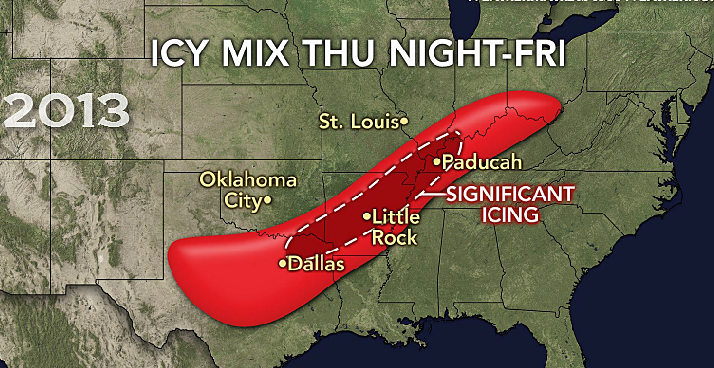 ICY MIX THU NIGHT-FRI
2013
St. Louis
Paducah
Oklahoma
City
SIGNIFICANT
ICING
Little
Rock
Dallas